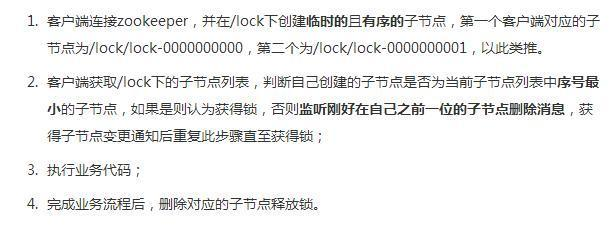 1. 客户端连接zookeeper，并在/lock下创建临时的且有序的子节点，第一个客户端对应的子
节点为/lock/lock-0000000000，第二个为/lock/lock-0000000001，以此类推。
2. 客户端获取/lock下的子节点列表，判断自己创建的子节点是否为当前子节点列表中序号最
小的子节点，如果是则认为获得锁，否则监听刚好在自己之前一位的子节点删除消息，获
得子节点变更通知后重复此步骤直至获得锁；
3. 执行业务代码；
4. 完成业务流程后，删除对应的子节点释放锁。